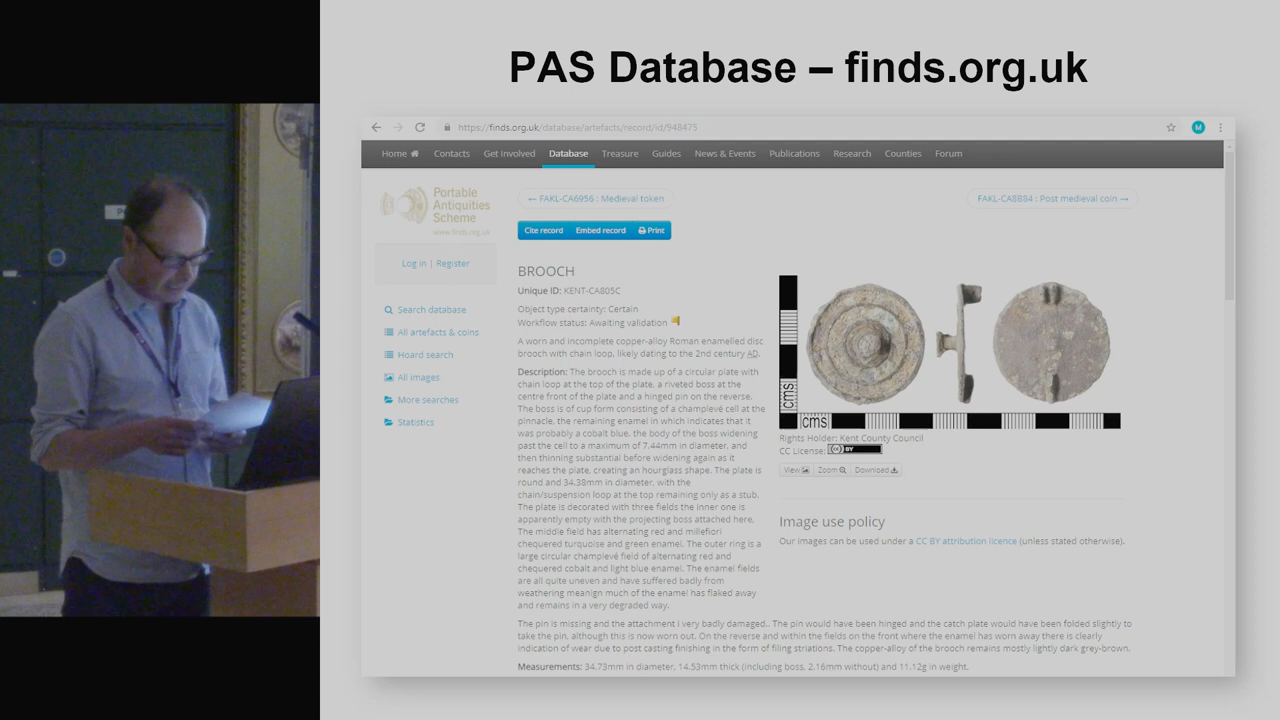 PAS Database – finds.org.uk
https://finds.org.uk/database/artefacts/record/id/948475
M
Home Contacts Get Involved Database Treasure Guides News & Events Publications Research Counties Forum
Portable
Antiquities
Scheme
www.finds.org.uk
← FAKL-CA6956 : Medieval token
FAKL-CA8B84 : Post medieval coin →
Cite record Embed record Print
Log in | Register
Search database
All artefacts & coins
Hoard search
All images
More searches
Statistics
BROOCH
Unique ID: KENT-CA805C
Object type certainty: Certain
Workflow status: Awaiting validation
A worn and incomplete copper-alloy Roman enamelled disc
brooch with chain loop, likely dating to the 2nd century AD.
Description: The brooch is made up of a circular plate with
chain loop at the top of the plate, a riveted boss at the
centre front of the plate and a hinged pin on the reverse.
The boss is of cup form consisting of a champlevé cell at the
pinnacle, the remaining enamel in which indicates that it
was probably a cobalt blue, the body of the boss widening
past the cell to a maximum of 7.44mm in diameter, and
then thinning substantial before widening again as it
reaches the plate, creating an hourglass shape. The plate is
round and 34.38mm in diameter, with the
chain/suspension loop at the top remaining only as a stub.
The plate is decorated with three fields the inner one is
apparently empty with the projecting boss attached here.
The middle field has alternating red and millefiori
chequered turquoise and green enamel. The outer ring is a
large circular champlevé field of alternating red and
chequered cobalt and light blue enamel. The enamel fields
are all quite uneven and have suffered badly from
weathering meanign much of the enamel has flaked away
and remains in a very degraded way.
The pin is missing and the attachment i very badly damaged.. The pin would have been hinged and the catch plate would have been folded slightly to
take the pin, although this is now worn out. On the reverse and within the fields on the front where the enamel has worn away there is clearly
indication of wear due to post casting finishing in the form of filing striations. The copper-alloy of the brooch remains mostly lightly dark grey-brown.
Measurements: 34.73mm in diameter, 14.53mm thick (including boss, 2.16mm without) and 11.12g in weight.
cms
cms
Rights Holder: Kent County Council
CC License: CC BY
View Zoom Download
Image use policy
Our images can be used under a CC BY attribution licence (unless stated otherwise).